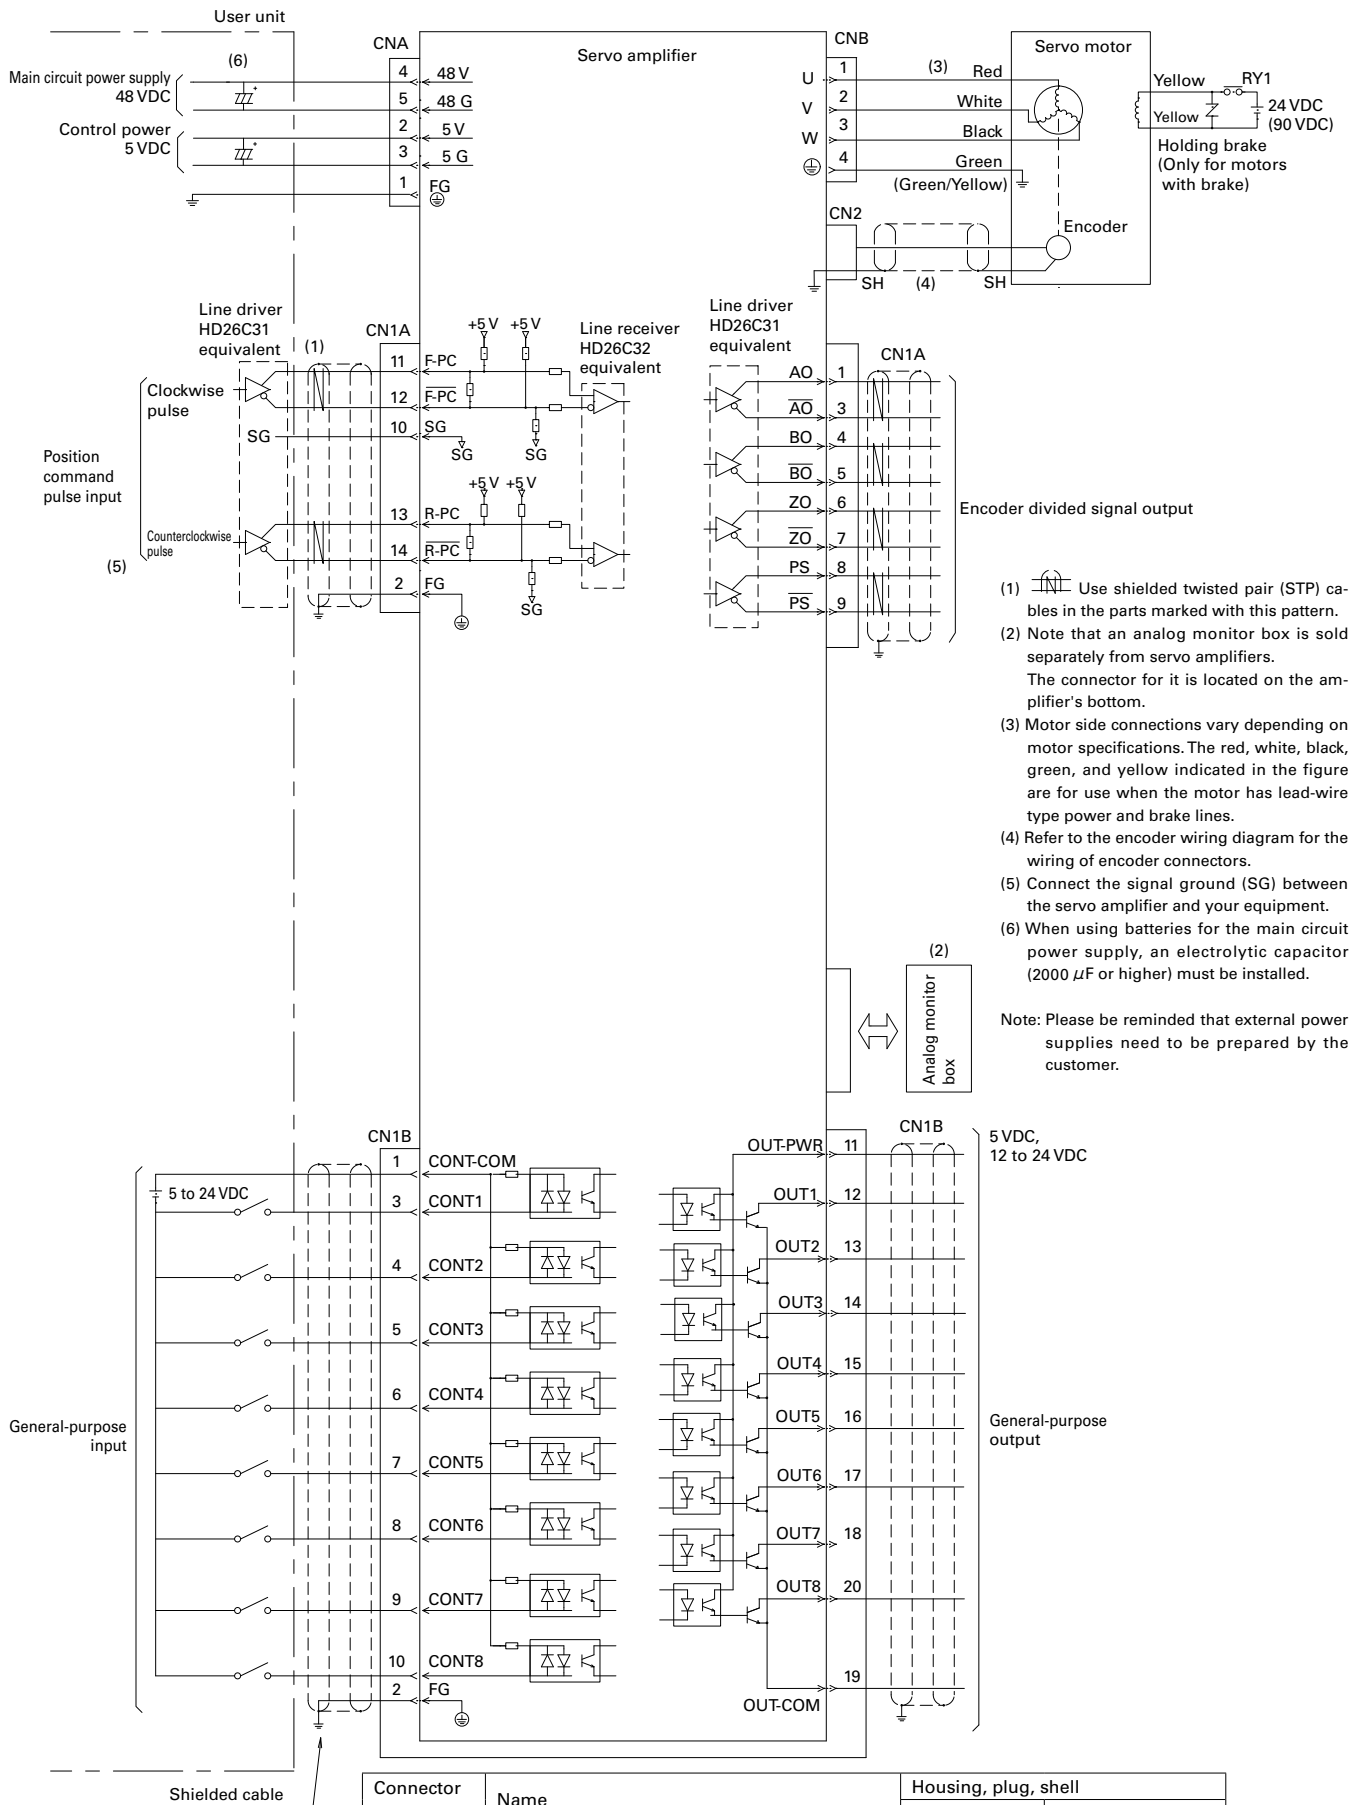 User unit
CNA
Servo amplifier
CNB
Servo motor
(6)
Main circuit power supply
48 VDC
Control power
5 VDC
4 48 V
5 48 G
2 5 V
3 5 G
1 FG
U 1 (3) Red
V 2 White
W 3 Black
4 Green
(Green/Yellow)
Yellow RY1
Yellow
24 VDC
(90 VDC)
Holding brake
(Only for motors
with brake)
CN2
Encoder
SH (4) SH
Line driver
HD26C31
equivalent
(1)
CN1A
+5 V +5 V
Line receiver
HD26C32
equivalent
Line driver
HD26C31
equivalent
CN1A
Position
command
pulse input
(5)
Clockwise
pulse
SG
Counterclockwise
pulse
11 F-PC
12 F-PC
10 SG
SG SG
+5 V +5 V
13 R-PC
14 R-PC
2 FG
SG
AO 1
AO 3
BO 4
BO 5
ZO 6
ZO 7
PS 8
PS 9
Encoder divided signal output
(1) Use shielded twisted pair (STP) ca-
bles in the parts marked with this pattern.
(2) Note that an analog monitor box is sold
separately from servo amplifiers.
The connector for it is located on the am-
plifier's bottom.
(3) Motor side connections vary depending on
motor specifications. The red, white, black,
green, and yellow indicated in the figure
are for use when the motor has lead-wire
type power and brake lines.
(4) Refer to the encoder wiring diagram for the
wiring of encoder connectors.
(5) Connect the signal ground (SG) between
the servo amplifier and your equipment.
(6) When using batteries for the main circuit
power supply, an electrolytic capacitor
(2000 μF or higher) must be installed.
Note: Please be reminded that external power
supplies need to be prepared by the
customer.
(2)
Analog monitor
box
CN1B
General-purpose
input
5 to 24 VDC
1 CONT-COM
3 CONT1
4 CONT2
5 CONT3
6 CONT4
7 CONT5
8 CONT6
9 CONT7
10 CONT8
2 FG
CN1B
5 VDC,
12 to 24 VDC
OUT-PWR 11
OUT1 12
OUT2 13
OUT3 14
OUT4 15
OUT5 16
OUT6 17
OUT7 18
OUT8 20
19
OUT-COM
General-purpose
output
Shielded cable
Connector
Name
Housing, plug, shell